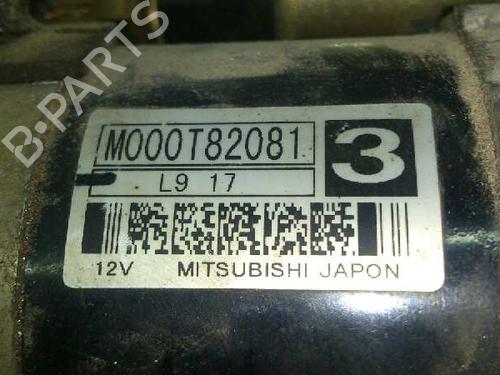 B-PARTS
M000T82081
3
L9 17
12V MITSUBISHI JAPON